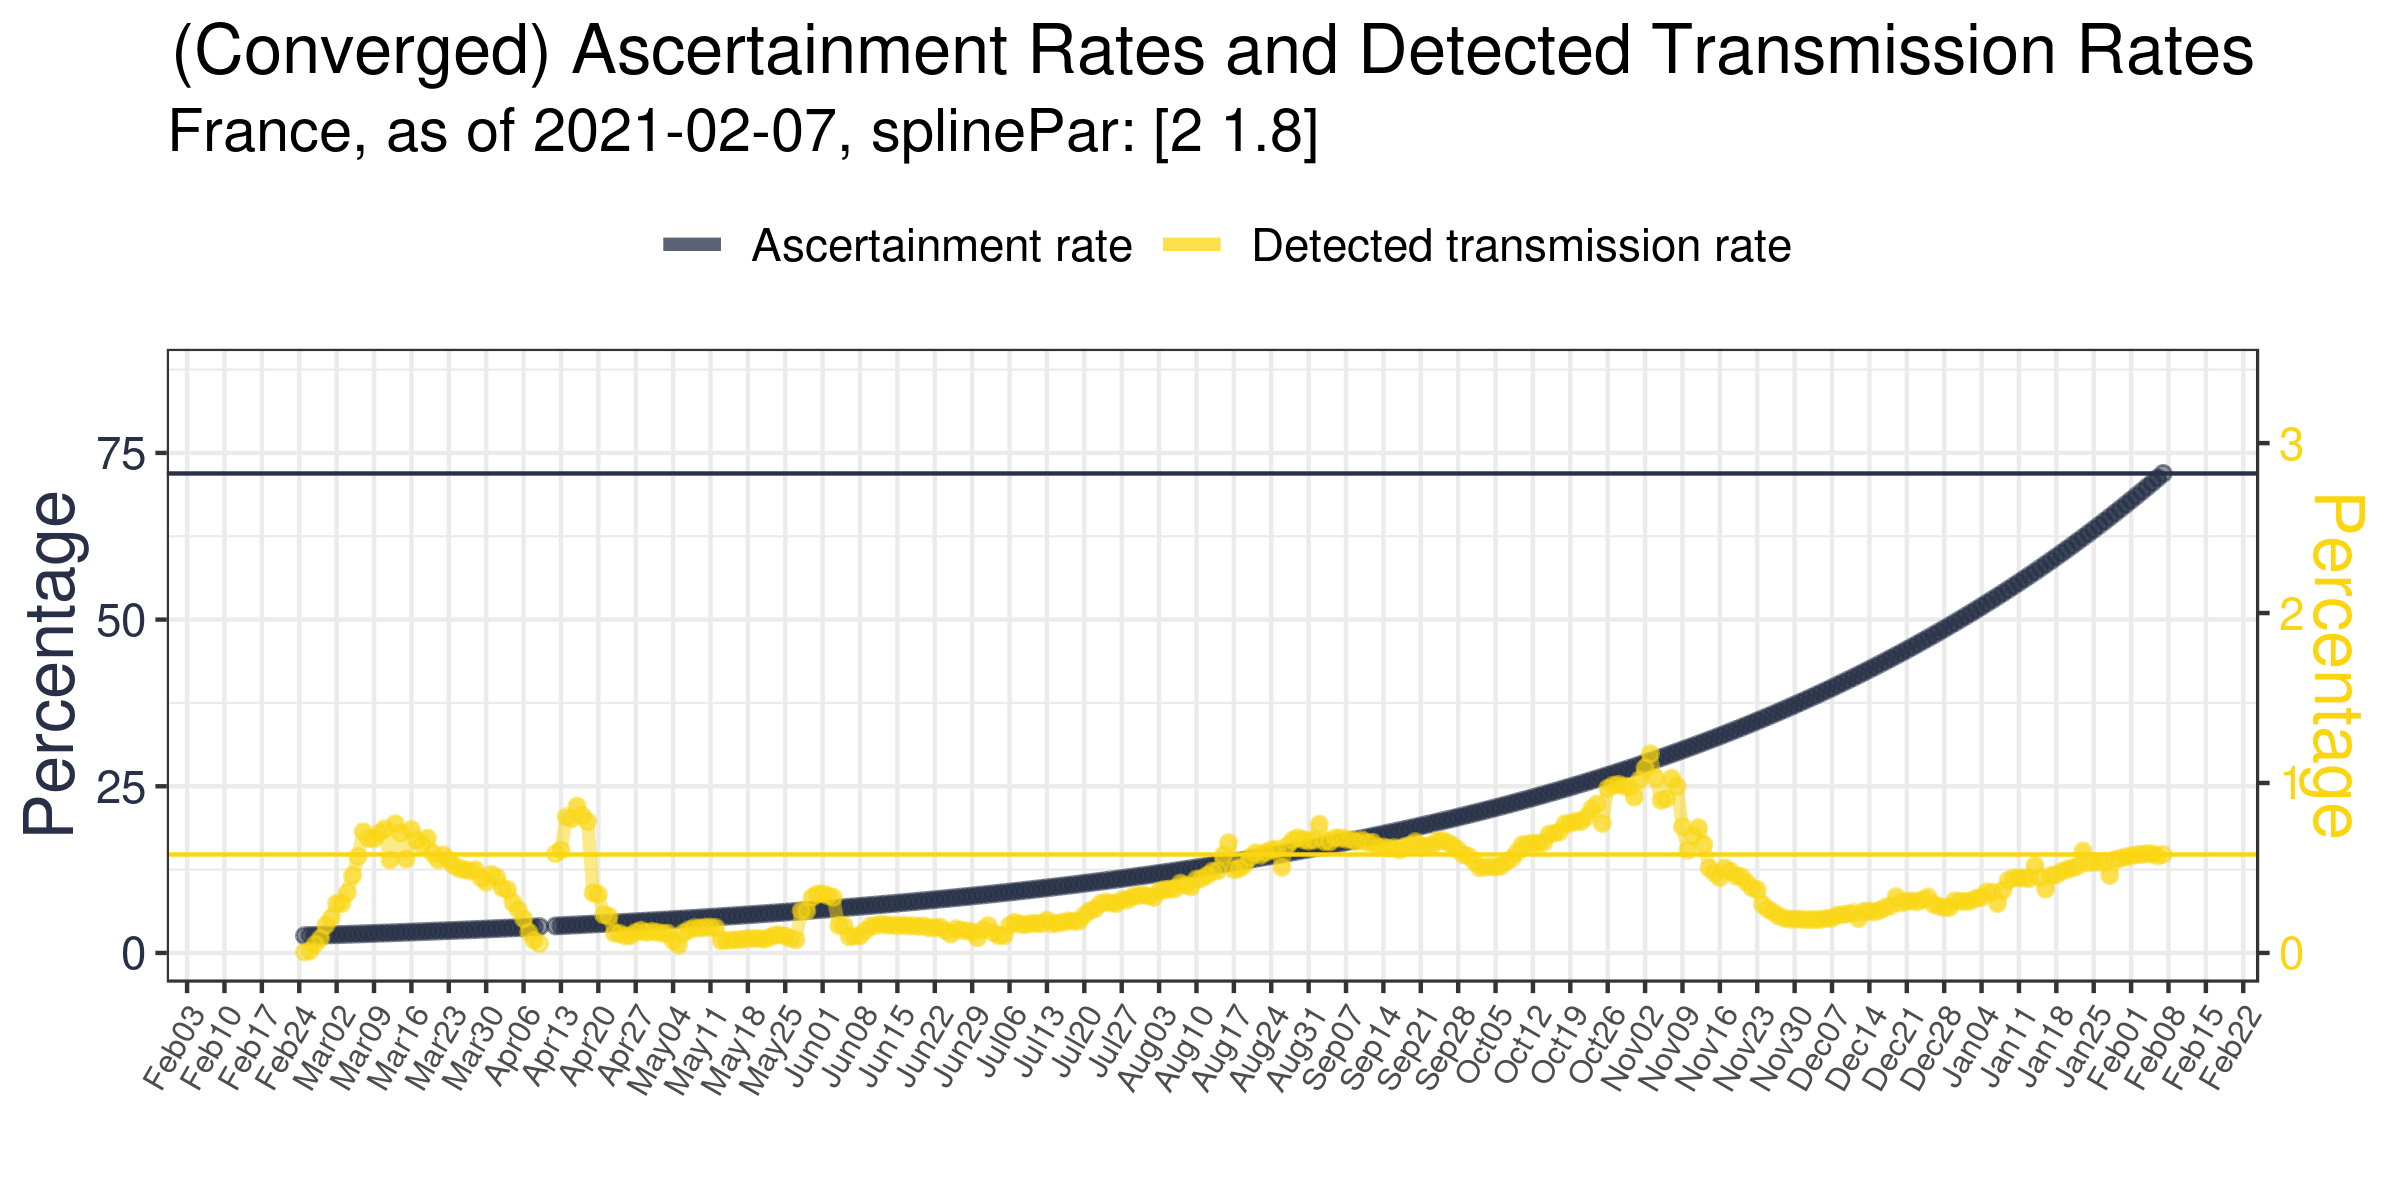 (Converged) Ascertainment Rates and Detected Transmission Rates
France, as of 2021-02-07, splinePar: [2 1.8]
Ascertainment rate Detected transmission rate
Percentage
75
50
25
0
3
2
1
0
Percentage
Feb03 Feb10 Feb17 Feb24 Mar02 Mar09 Mar16 Mar23 Mar30 Apr06 Apr13 Apr20 Apr27 May04 May11 May18 May25 Jun01 Jun08 Jun15 Jun22 Jun29 Jul06 Jul13 Jul20 Jul27 Aug03 Aug10 Aug17 Aug24 Aug31 Sep07 Sep14 Sep21 Sep28 Oct05 Oct12 Oct19 Oct26 Nov02 Nov09 Nov16 Nov23 Nov30 Dec07 Dec14 Dec21 Dec28 Jan04 Jan11 Jan18 Jan25 Feb01 Feb08 Feb15 Feb22